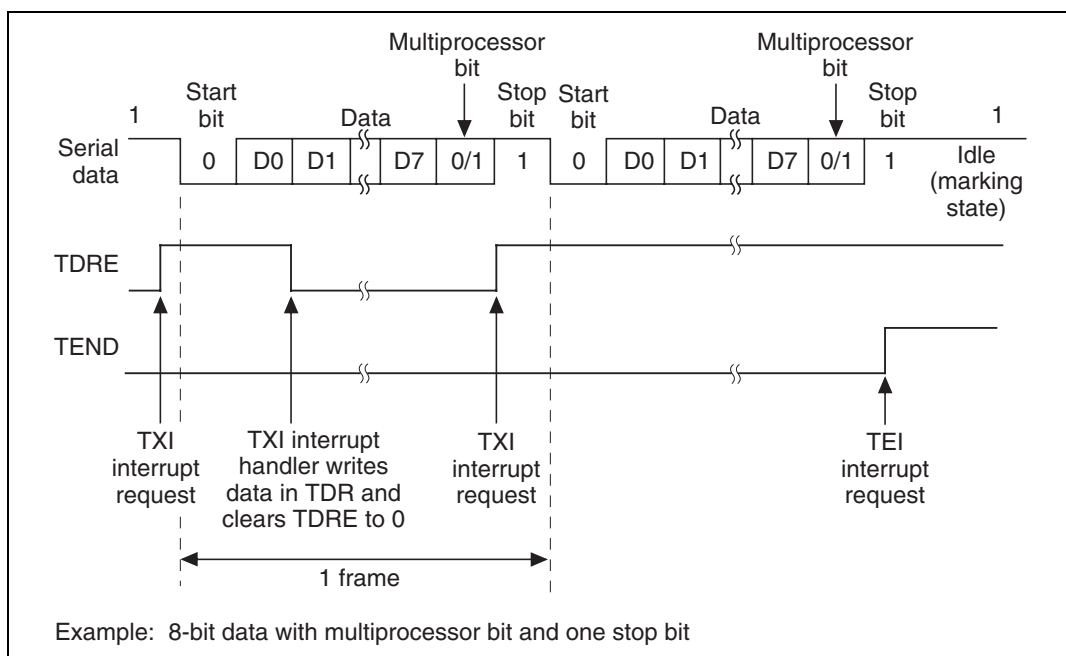 Multiprocessor bit
Multiprocessor bit
1
Start bit
Data
Stop bit
Start bit
Data
Stop bit
1
Serial data
0 D0 D1 D7 0/1 1 0 D0 D1 D7 0/1 1
Idle (marking state)
TDRE
TEND
TXI interrupt request
TXI interrupt handler writes data in TDR and clears TDRE to 0
TXI interrupt request
TEI interrupt request
1 frame
Example: 8-bit data with multiprocessor bit and one stop bit